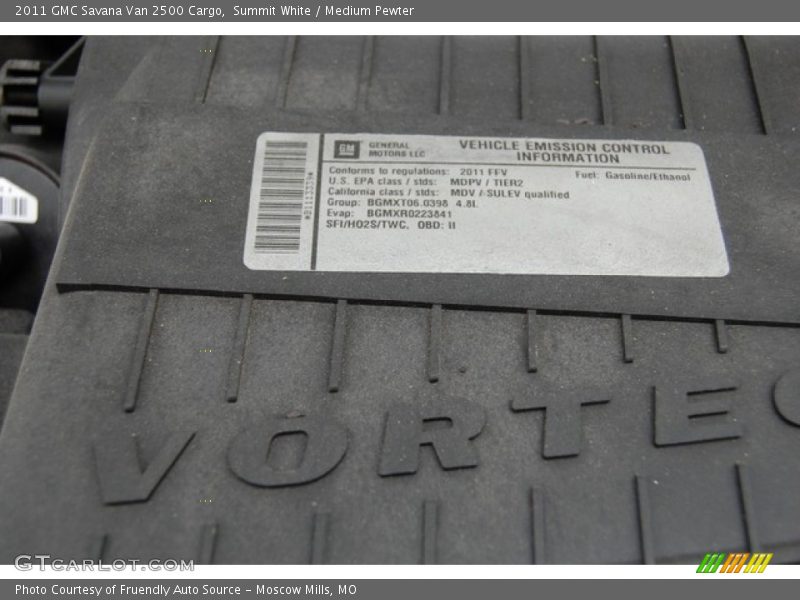 2011 GMC Savana Van 2500 Cargo, Summit White / Medium Pewter
GM GENERAL MOTORS LLC
VEHICLE EMISSION CONTROL
INFORMATION
Conforms to regulations: 2011 FFV
Fuel: Gasoline/Ethanol
U.S. EPA class / stds: MDPV / TIER2
California class / stds: MDV / SULEV qualified
Group: BGMXT06.0398 4.8L
Evap: BGMXR0223841
SFI/HO2S/TWC, OBD: II
VORTEC
GTCARLOT.COM
Photo Courtesy of Fruendly Auto Source – Moscow Mills, MO